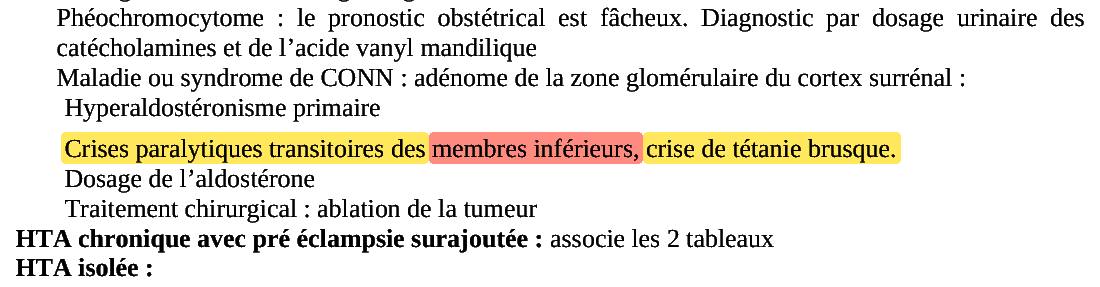 Phéochromocytome : le pronostic obstétrical est fâcheux. Diagnostic par dosage urinaire des
catécholamines et de l’acide vanyl mandilique
Maladie ou syndrome de CONN : adénome de la zone glomérulaire du cortex surrénal :
Hyperaldostéronisme primaire
Crises paralytiques transitoires des membres inférieurs, crise de tétanie brusque.
Dosage de l’aldostérone
Traitement chirurgical : ablation de la tumeur
HTA chronique avec pré éclampsie surajoutée : associe les 2 tableaux
HTA isolée :